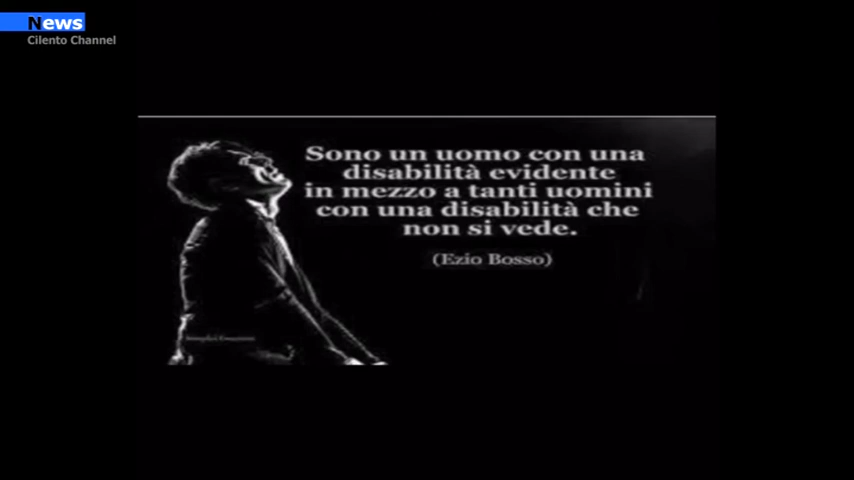 News
Cilento Channel
Sono un uomo con una
disabilità evidente
in mezzo a tanti uomini
con una disabilità che
non si vede.
(Ezio Bosso)